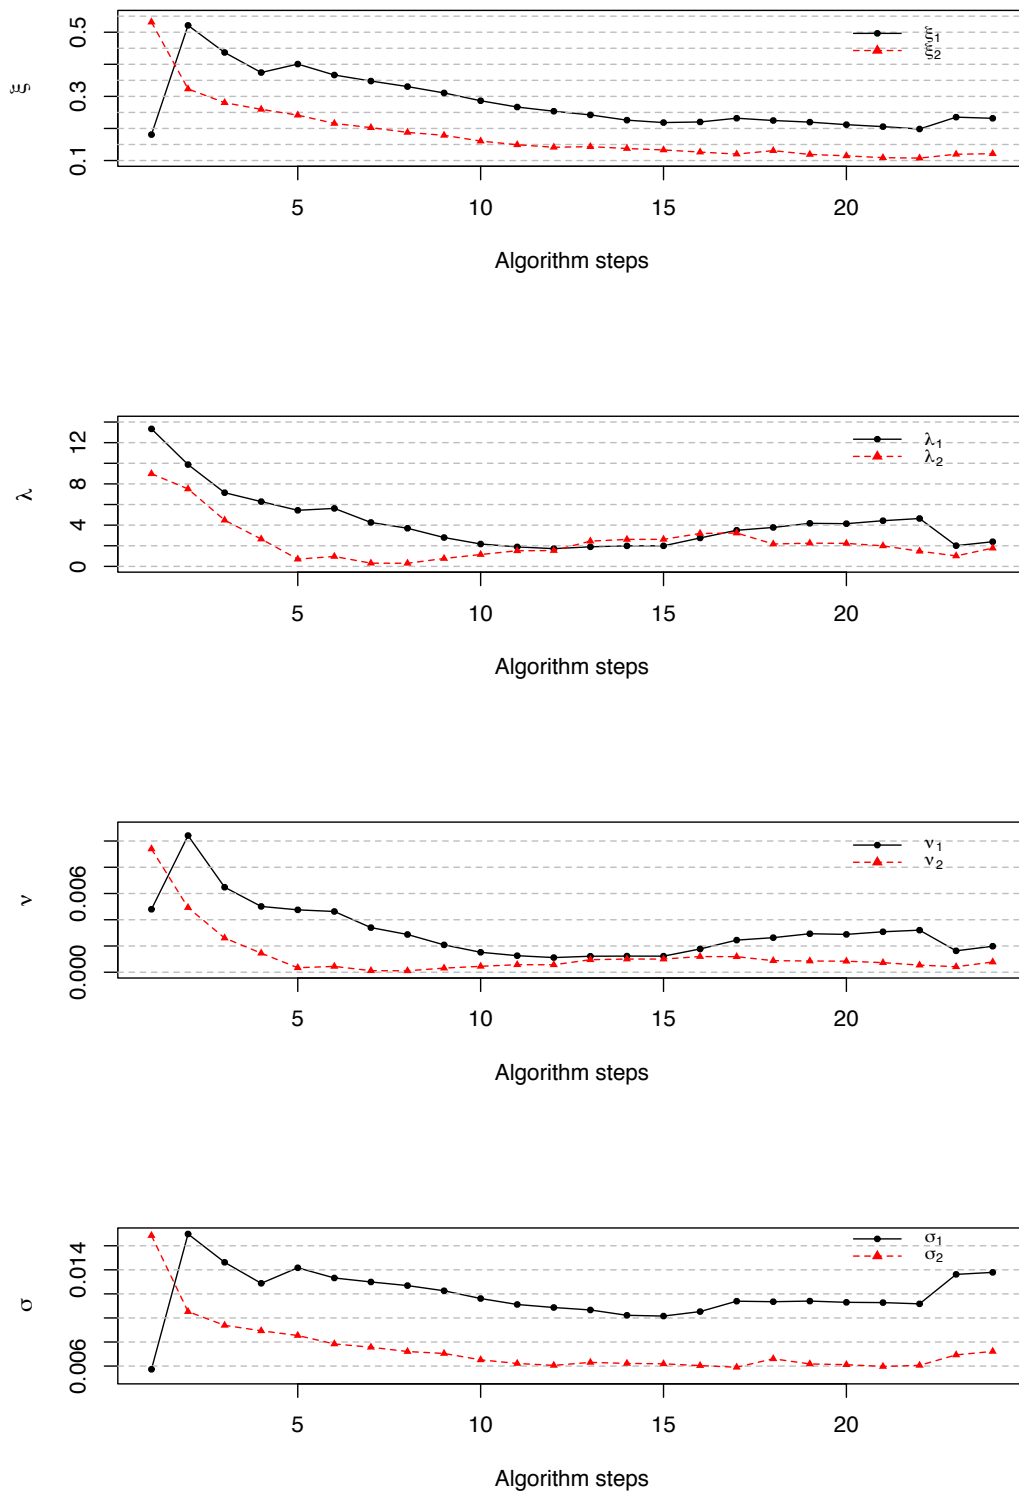 ξ
0.1 0.3 0.5
ξ1
ξ2
5 10 15 20
Algorithm steps
λ
0 4 8 12
λ1
λ2
5 10 15 20
Algorithm steps
ν
0.000 0.006
ν1
ν2
5 10 15 20
Algorithm steps
σ
0.006 0.014
σ1
σ2
5 10 15 20
Algorithm steps